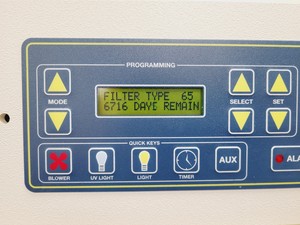 PROGRAMMING
FILTER TYPE 65
6716 DAYS REMAIN
MODE
SELECT
SET
QUICK KEYS
AUX
ALA
BLOWER
UV LIGHT
LIGHT
TIMER